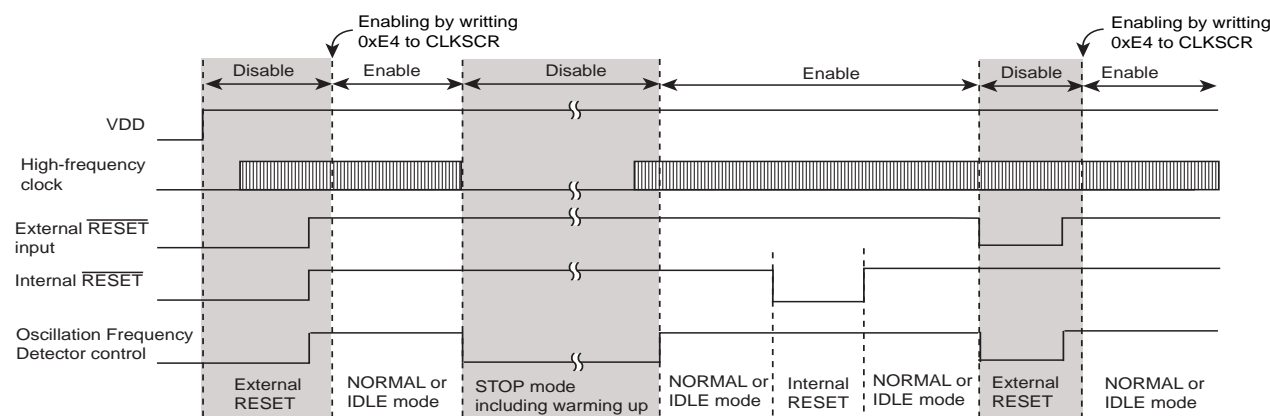 Enabling by writting
0xE4 to CLKSCR
Enabling by writting
0xE4 to CLKSCR
Disable
Enable
Disable
Enable
Disable
Enable
VDD
High-frequency
clock
External RESET
input
Internal RESET
Oscillation Frequency
Detector control
External
RESET
NORMAL or
IDLE mode
STOP mode
including warming up
NORMAL or
IDLE mode
Internal
RESET
NORMAL or
IDLE mode
External
RESET
NORMAL or
IDLE mode